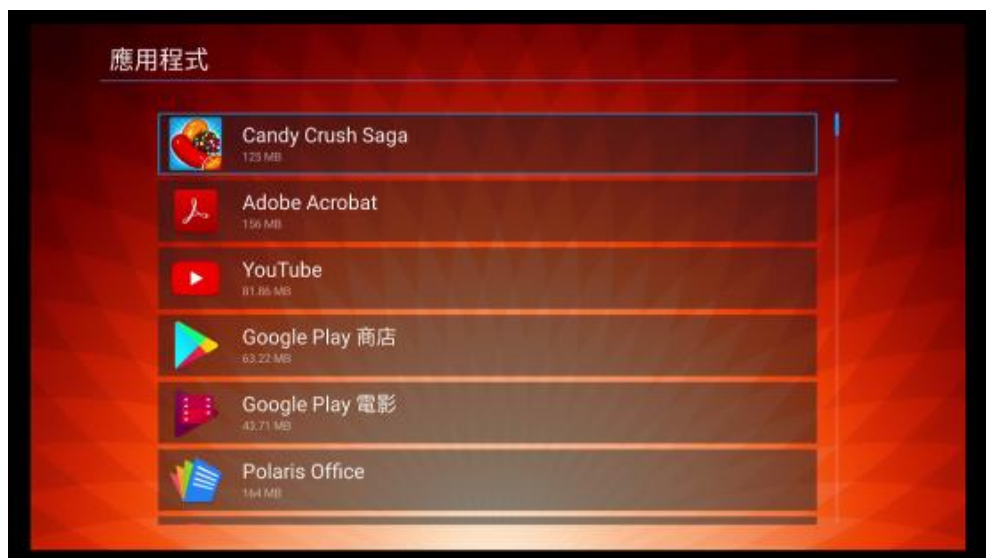 應用程式
Candy Crush Saga
125 MB
Adobe Acrobat
156 MB
YouTube
81.86 MB
Google Play 商店
63.22 MB
Google Play 電影
43.71 MB
Polaris Office
164 MB